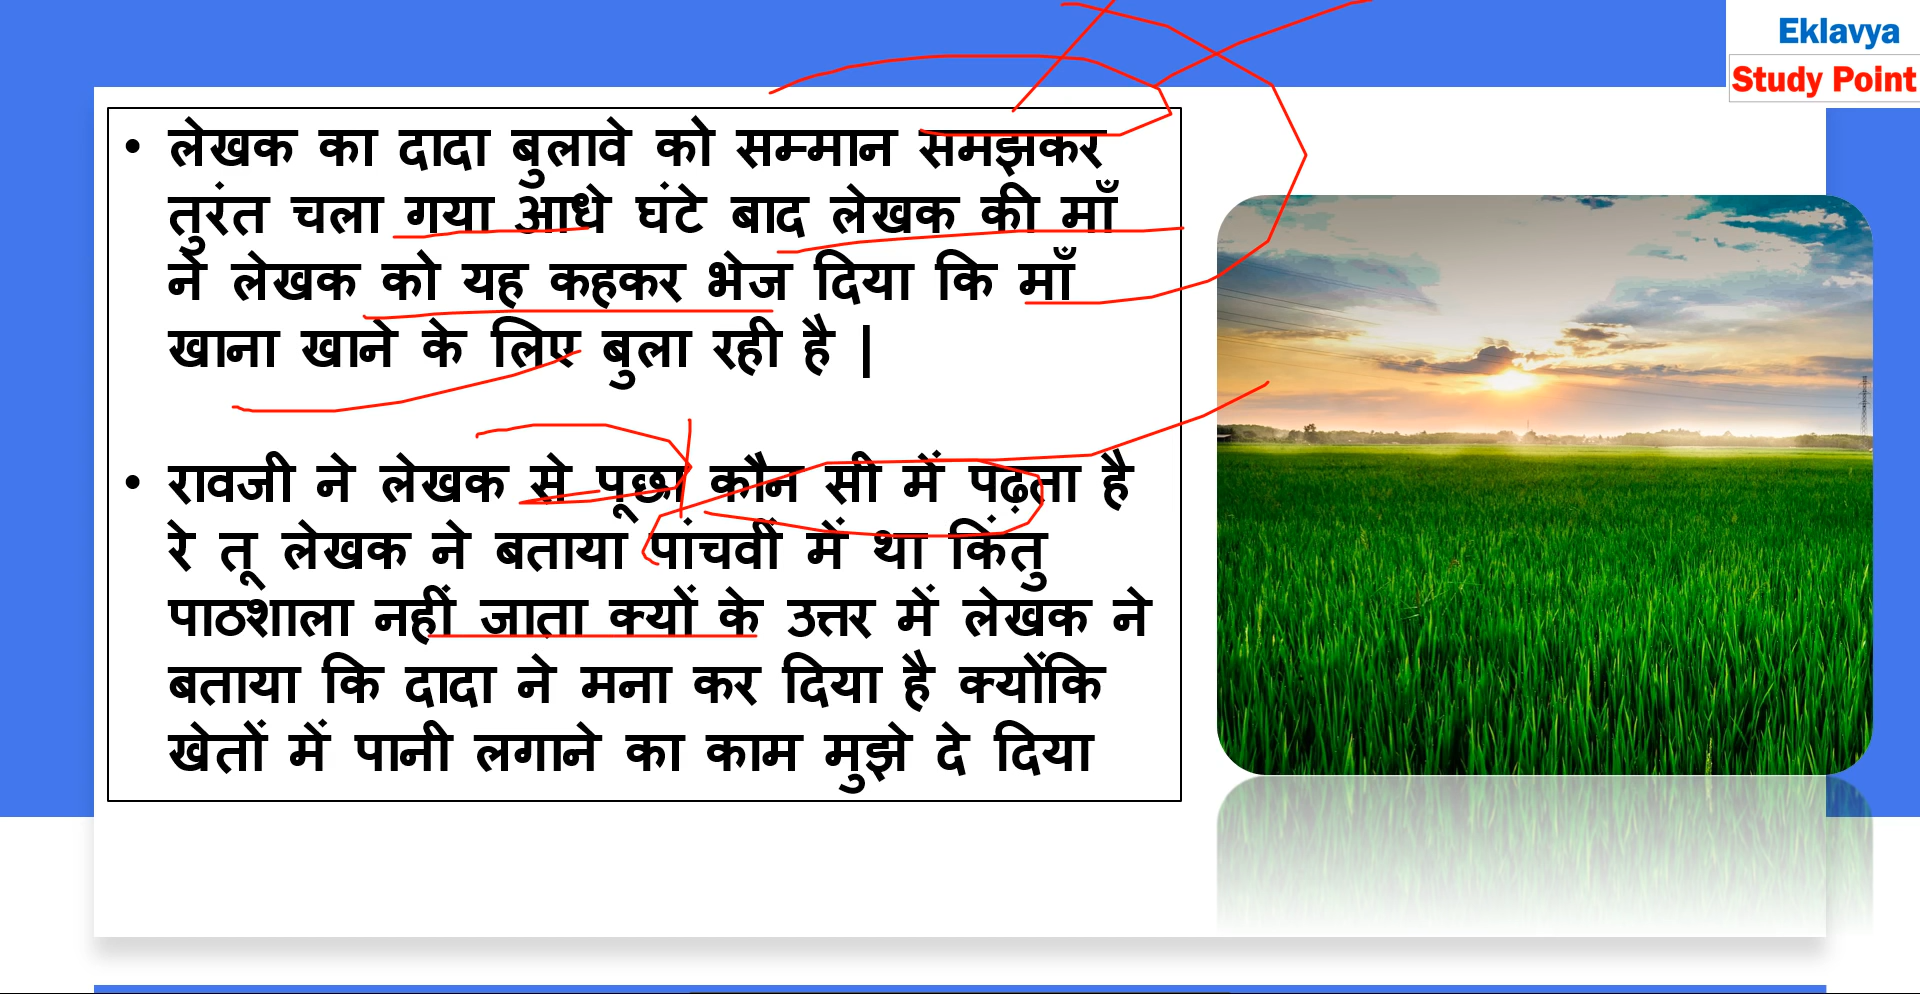 Eklavya
Study Point
• लेखक का दादा बुलावे को सम्मान समझकर
तुरंत चला गया आधे घंटे बाद लेखक की माँ
ने लेखक को यह कहकर भेज दिया कि माँ
खाना खाने के लिए बुला रही है |
• रावजी ने लेखक से पूछा कौन सी में पढ़ता है
रे तू लेखक ने बताया पांचवीं में था किंतु
पाठशाला नहीं जाता क्यों के उत्तर में लेखक ने
बताया कि दादा ने मना कर दिया है क्योंकि
खेतों में पानी लगाने का काम मुझे दे दिया